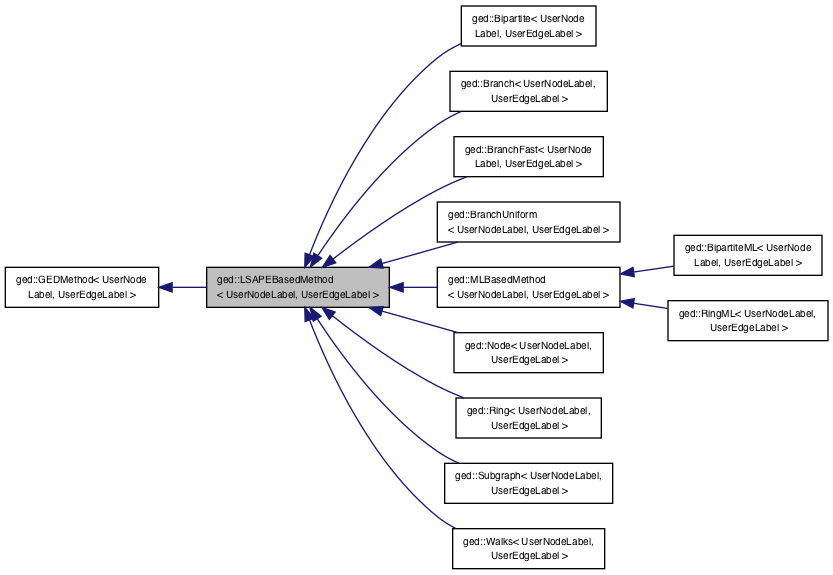 ged::Bipartite< UserNode
Label, UserEdgeLabel >
ged::Branch< UserNodeLabel,
UserEdgeLabel >
ged::BranchFast< UserNode
Label, UserEdgeLabel >
ged::BranchUniform
< UserNodeLabel, UserEdgeLabel >
ged::BipartiteML< UserNode
Label, UserEdgeLabel >
ged::GEDMethod< UserNode
Label, UserEdgeLabel >
ged::LSAPEBasedMethod
< UserNodeLabel, UserEdgeLabel >
ged::MLBasedMethod
< UserNodeLabel, UserEdgeLabel >
ged::RingML< UserNodeLabel,
UserEdgeLabel >
ged::Node< UserNodeLabel,
UserEdgeLabel >
ged::Ring< UserNodeLabel,
UserEdgeLabel >
ged::Subgraph< UserNodeLabel,
UserEdgeLabel >
ged::Walks< UserNodeLabel,
UserEdgeLabel >